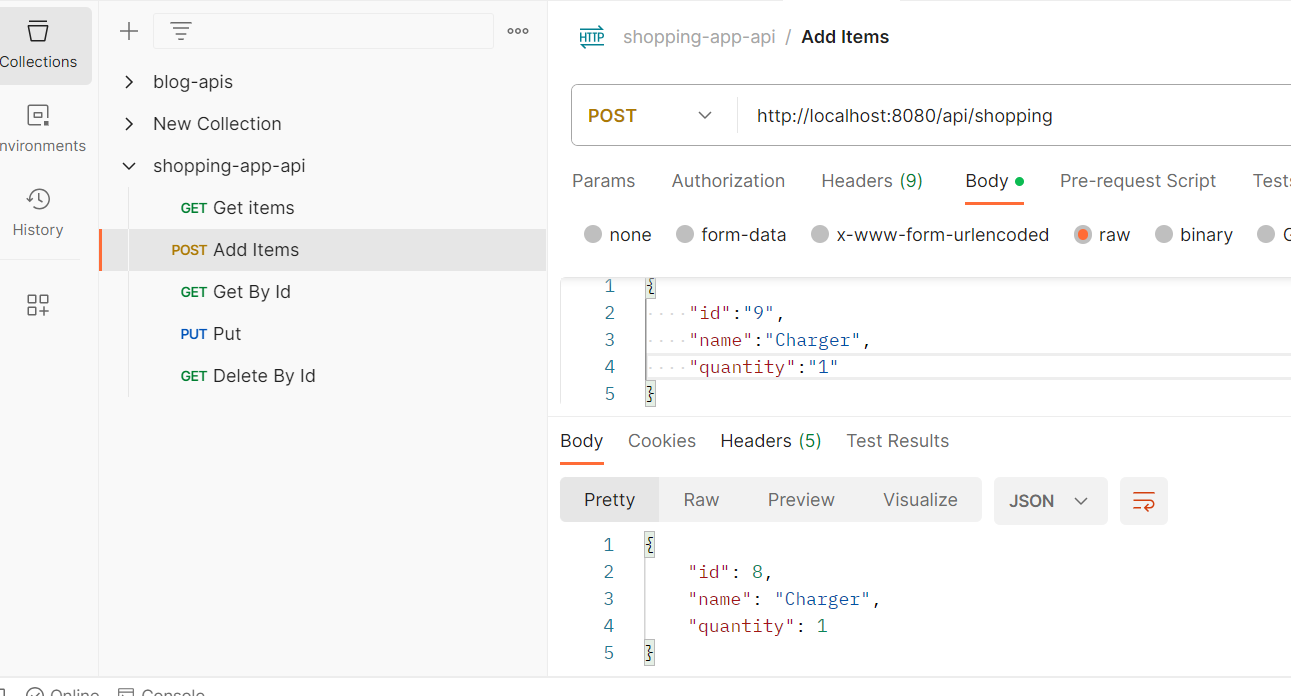 Collections
nvironments
History
blog-apis
New Collection
shopping-app-api
GET Get items
POST Add Items
GET Get By Id
PUT Put
GET Delete By Id
HTTP shopping-app-api / Add Items
POST http://localhost:8080/api/shopping
Params Authorization Headers (9) Body Pre-request Script Tests
none form-data x-www-form-urlencoded raw binary G
1 {
2 "id":"9",
3 "name":"Charger",
4 "quantity":"1"
5 }
Body Cookies Headers (5) Test Results
Pretty Raw Preview Visualize JSON
1 {
2 "id": 8,
3 "name": "Charger",
4 "quantity": 1
5 }
Online Console